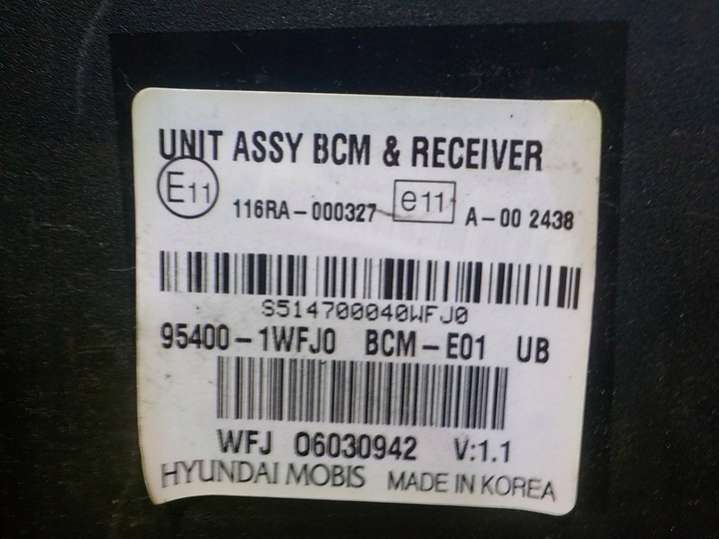 UNIT ASSY BCM & RECEIVER
E11 116RA-000327 e11 A-00 2438
S514700040WFJ0
95400-1WFJ0 BCM-E01 UB
WFJ 06030942 V:1.1
HYUNDAI MOBIS MADE IN KOREA